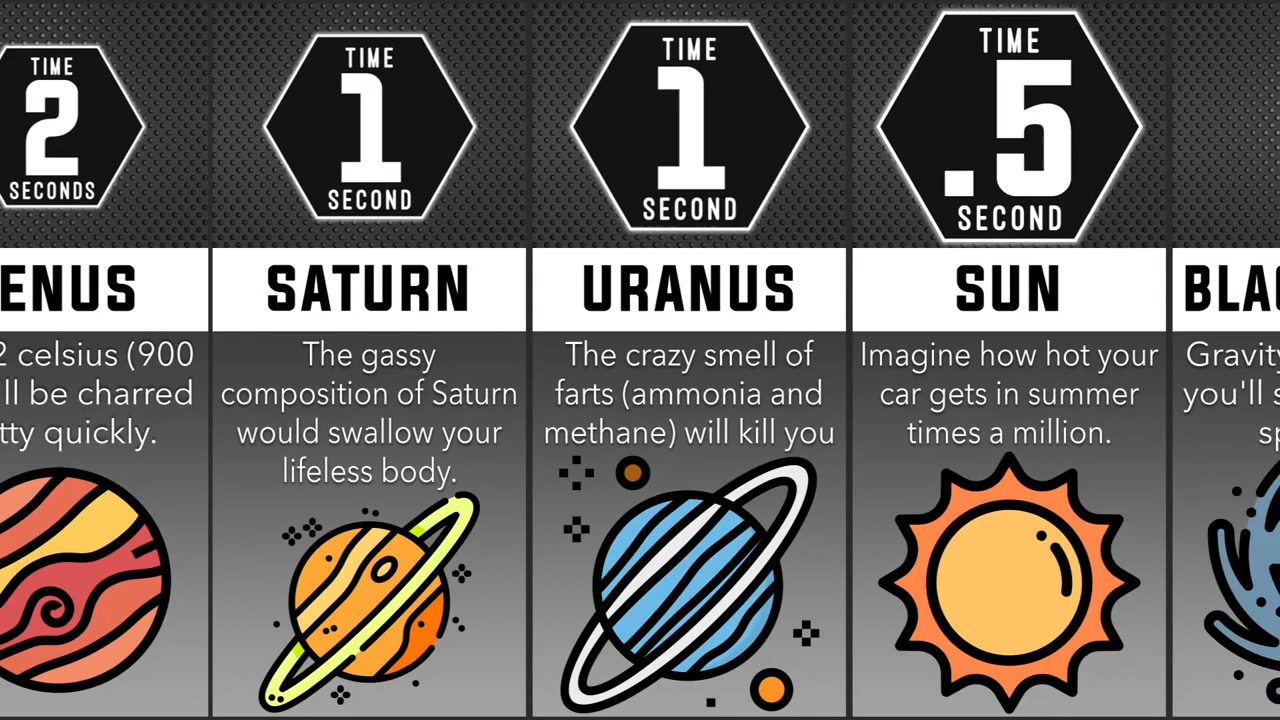 TIME
2
SECONDS
ENUS
2 celsius (900
'll be charred
tty quickly.
TIME
1
SECOND
SATURN
The gassy
composition of Saturn
would swallow your
lifeless body.
TIME
1
SECOND
URANUS
The crazy smell of
farts (ammonia and
methane) will kill you
TIME
.5
SECOND
SUN
Imagine how hot your
car gets in summer
times a million.
BLA
Gravity
you'll s
sp